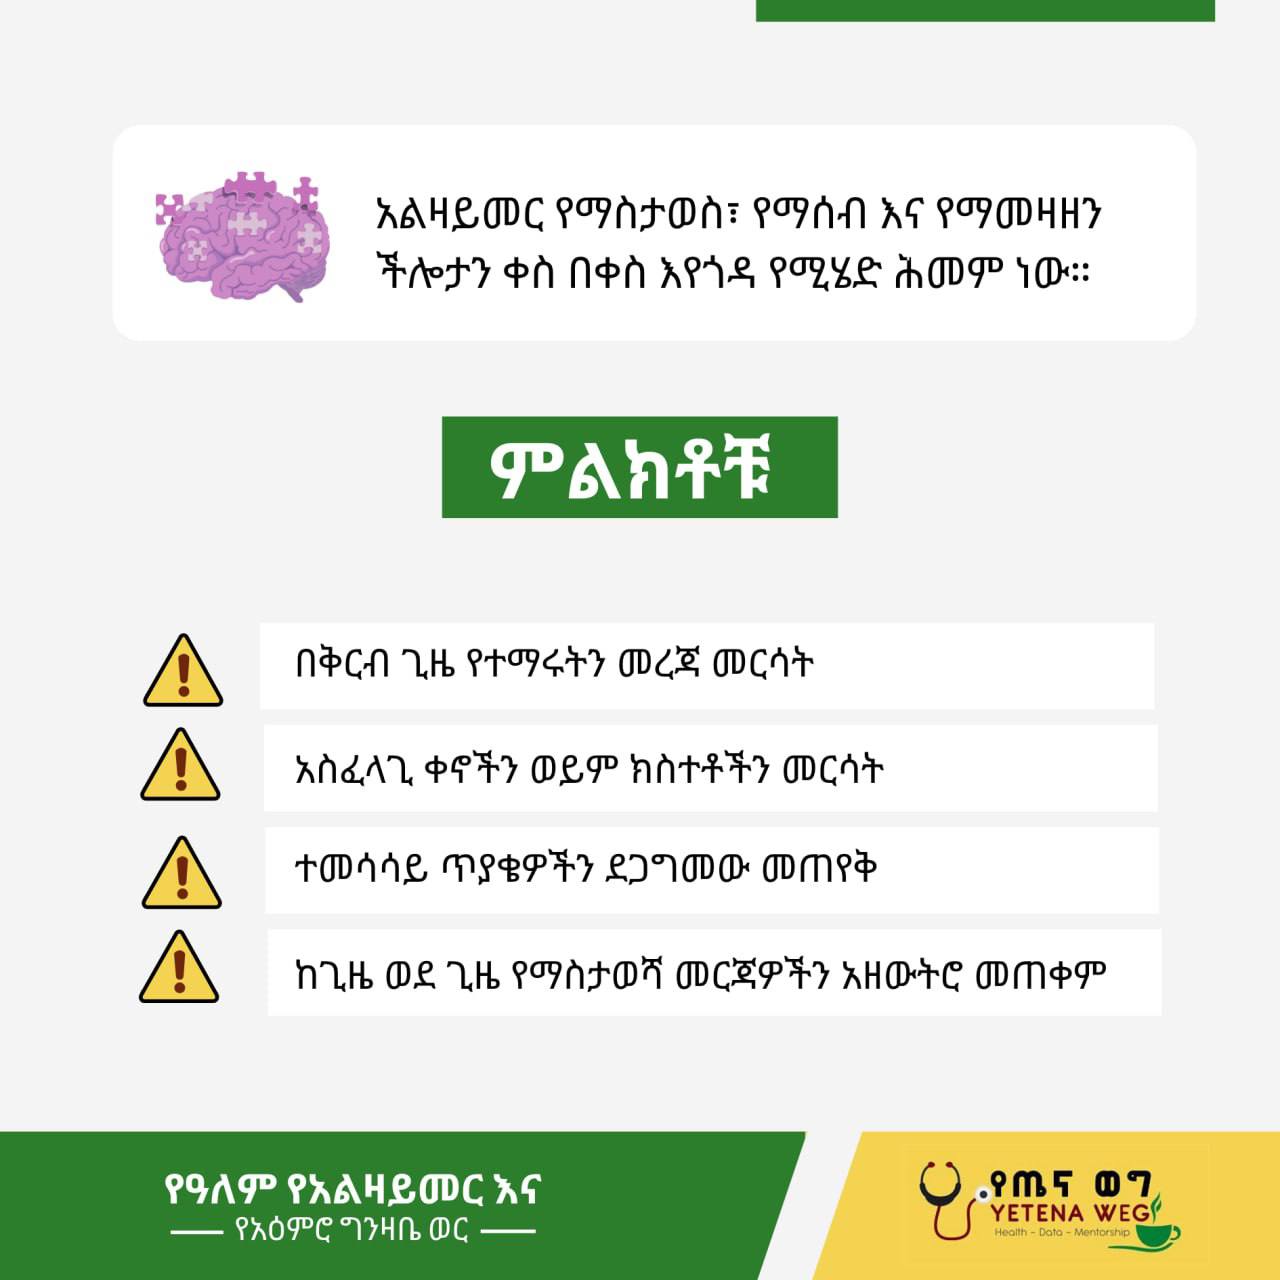 አልዛይመር የማስታወስ፣ የማሰብ እና የማመዛዘን
ችሎታን ቀስ በቀስ እየጎዳ የሚሄድ ሕመም ነው።
ምልክቶቹ
በቅርብ ጊዜ የተማሩትን መረጃ መርሳት
አስፈላጊ ቀኖችን ወይም ክስተቶችን መርሳት
ተመሳሳይ ጥያቄዎችን ደጋግመው መጠየቅ
ከጊዜ ወደ ጊዜ የማስታወሻ መርጃዎችን አዘውትሮ መጠቀም
የዓለም የአልዛይመር እና
የአዕምሮ ግንዛቤ ወር
የጤና ወግ
YETENA WEG
Health - Data - Mentorship